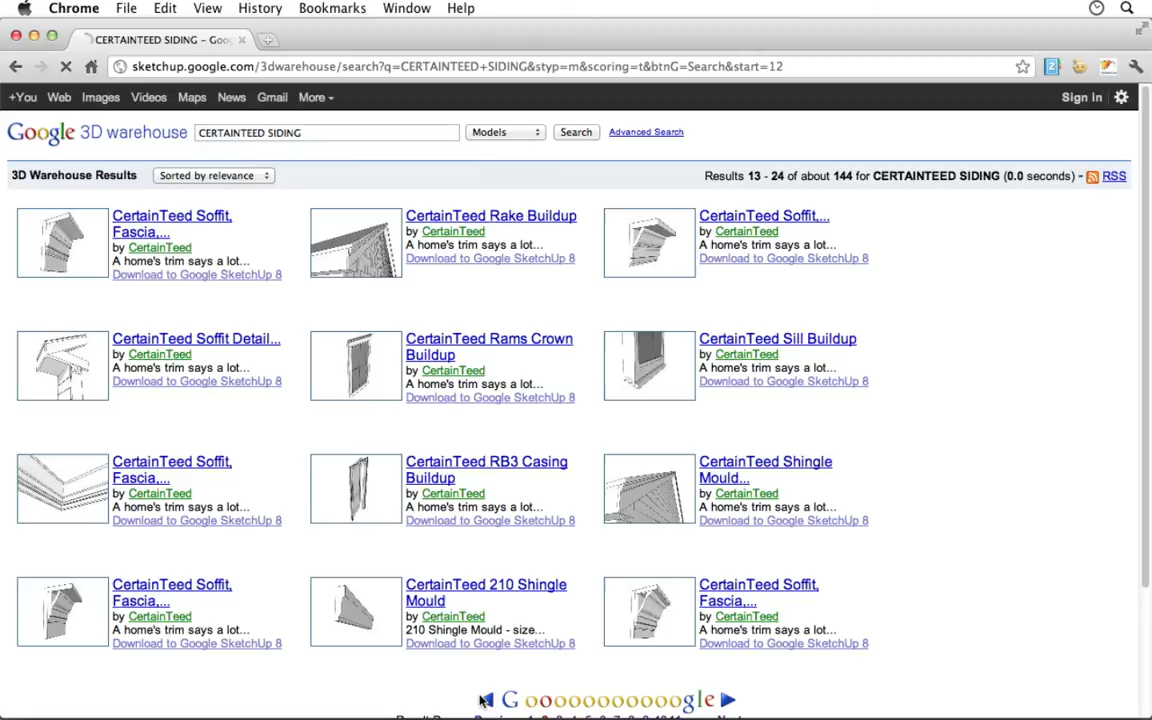 Chrome File Edit View History Bookmarks Window Help
CERTAINTEED SIDING - Goo
sketchup.google.com/3dwarehouse/search?q=CERTAINTEED+SIDING&styp=m&scoring=t&btnG=Search&start=12
+You Web Images Videos Maps News Gmail More Sign in
Google 3D warehouse CERTAINTEED SIDING Models Search Advanced Search
3D Warehouse Results Sorted by relevance Results 13 - 24 of about 144 for CERTAINTEED SIDING (0.0 seconds) - RSS
CertainTeed Soffit,
Fascia,...
by CertainTeed
A home's trim says a lot...
Download to Google SketchUp 8
CertainTeed Rake Buildup
by CertainTeed
A home's trim says a lot...
Download to Google SketchUp 8
CertainTeed Soffit,...
by CertainTeed
A home's trim says a lot...
Download to Google SketchUp 8
CertainTeed Soffit Detail...
by CertainTeed
A home's trim says a lot...
Download to Google SketchUp 8
CertainTeed Rams Crown
Buildup
by CertainTeed
A home's trim says a lot...
Download to Google SketchUp 8
CertainTeed Sill Buildup
by CertainTeed
A home's trim says a lot...
Download to Google SketchUp 8
CertainTeed Soffit,
Fascia,...
by CertainTeed
A home's trim says a lot...
Download to Google SketchUp 8
CertainTeed RB3 Casing
Buildup
by CertainTeed
A home's trim says a lot...
Download to Google SketchUp 8
CertainTeed Shingle
Mould...
by CertainTeed
A home's trim says a lot...
Download to Google SketchUp 8
CertainTeed Soffit,
Fascia,...
by CertainTeed
A home's trim says a lot...
Download to Google SketchUp 8
CertainTeed 210 Shingle
Mould
by CertainTeed
210 Shingle Mould - size...
Download to Google SketchUp 8
CertainTeed Soffit,
Fascia,...
by CertainTeed
A home's trim says a lot...
Download to Google SketchUp 8
G ooooooooooogle